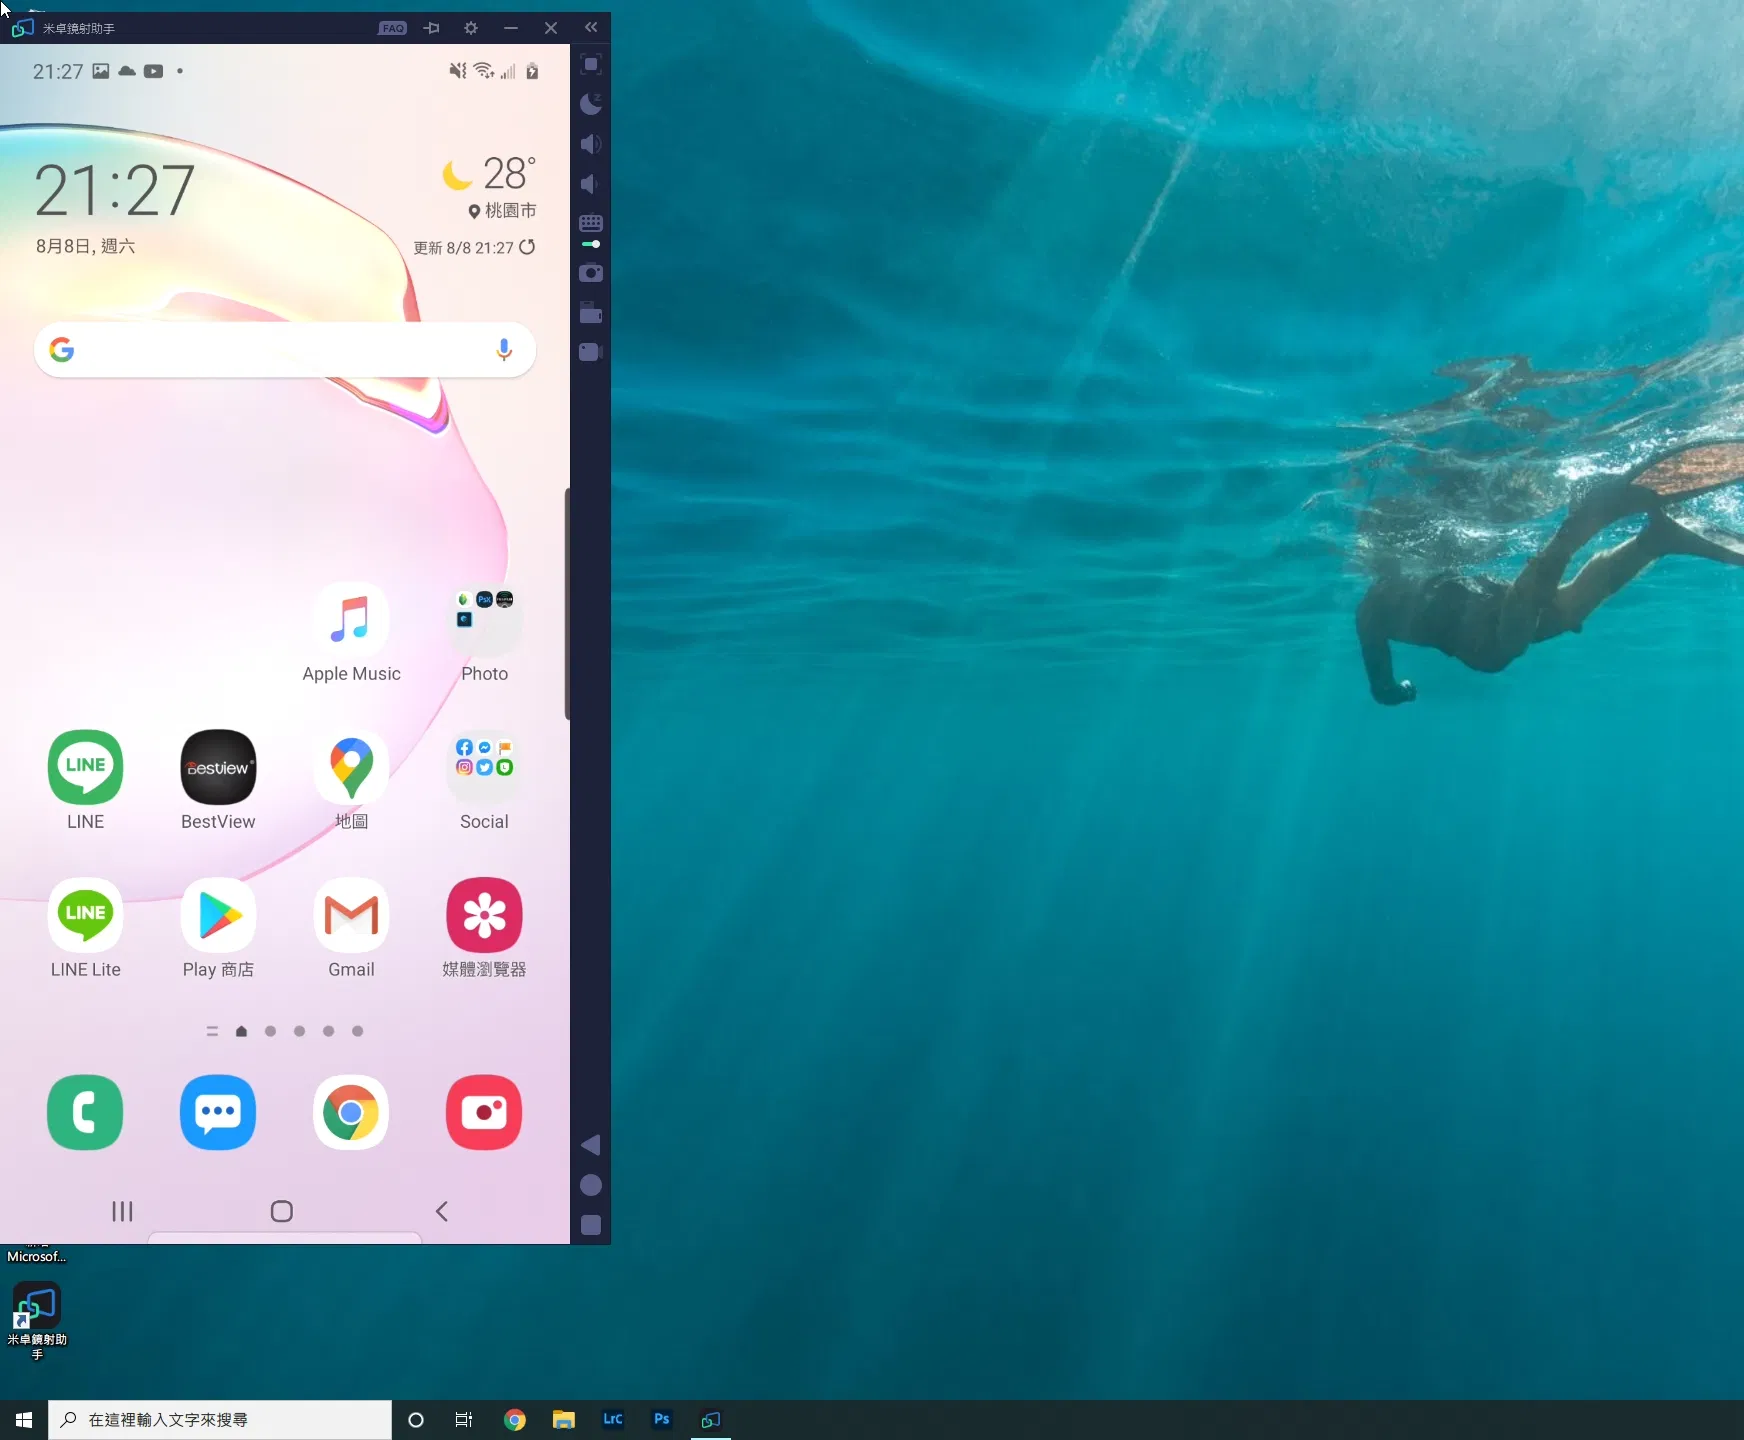 米卓鏡射助手
FAQ
21:27
21:27
28°
桃園市
8月8日, 週六
更新 8/8 21:27
Apple Music
Photo
LINE
BestView
地圖
Social
LINE
BestView
LINE
LINE Lite
Play 商店
Gmail
媒體瀏覽器
Microsof...
米卓鏡射助
手
在這裡輸入文字來搜尋
LrC
Ps